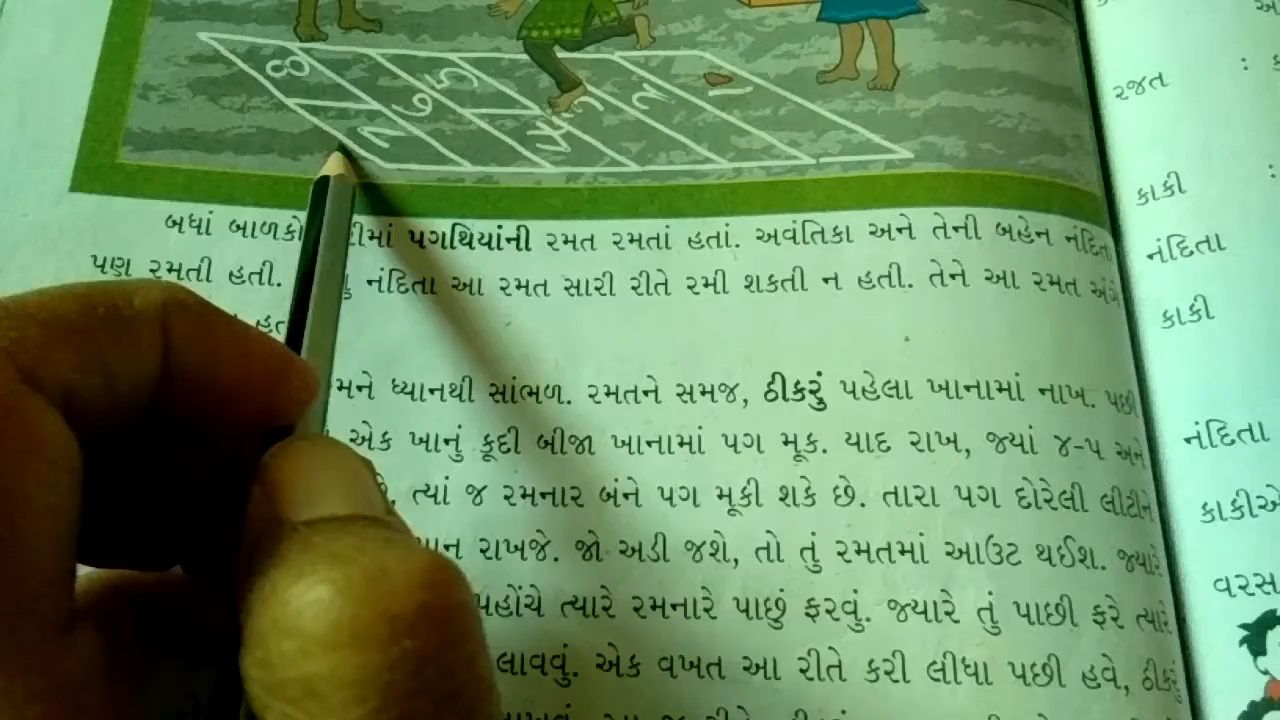 બધાં બાળકો પગથિયાંની રમત રમતાં હતાં. અવંતિકા અને તેની બહેન નંદિતા
પણ રમતી હતી. નંદિતા આ રમત સારી રીતે રમી શકતી ન હતી. તેને આ રમત અંગે
મને ધ્યાનથી સાંભળ. રમતને સમજ, ઠીકરું પહેલા ખાનામાં નાખ. પછી
એક ખાનું કૂદી બીજા ખાનામાં પગ મૂક. યાદ રાખ, જ્યાં ૪-૫ અને
ત્યાં જ રમનાર બંને પગ મૂકી શકે છે. તારા પગ દોરેલી લીટીને
રાખજે. જો અડી જશે, તો તું રમતમાં આઉટ થઈશ. જ્યારે
પહોંચે ત્યારે રમનારે પાછું ફરવું. જ્યારે તું પાછી ફરે ત્યારે
લાવવું. એક વખત આ રીતે કરી લીધા પછી હવે, ઠીકરું
રજત :
કાકી :
નંદિતા
કાકી
નંદિતા
કાકીએ
વરસ